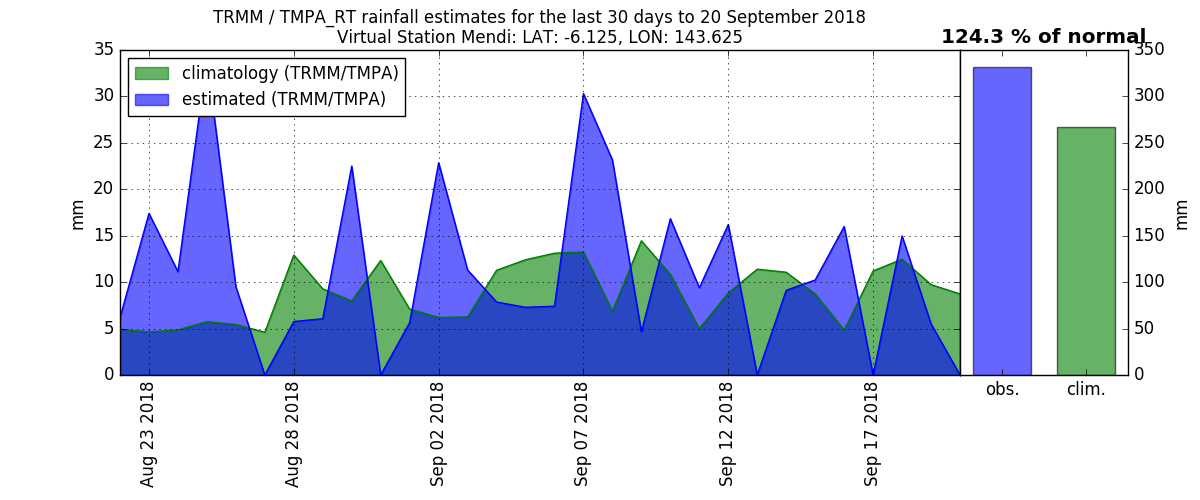 TRMM / TMPA_RT rainfall estimates for the last 30 days to 20 September 2018
Virtual Station Mendi: LAT: -6.125, LON: 143.625
124.3 % of normal
climatology (TRMM/TMPA)
estimated (TRMM/TMPA)
35
30
25
20
15
10
5
0
mm
350
300
250
200
150
100
50
0
mm
Aug 23 2018
Aug 28 2018
Sep 02 2018
Sep 07 2018
Sep 12 2018
Sep 17 2018
obs.
clim.